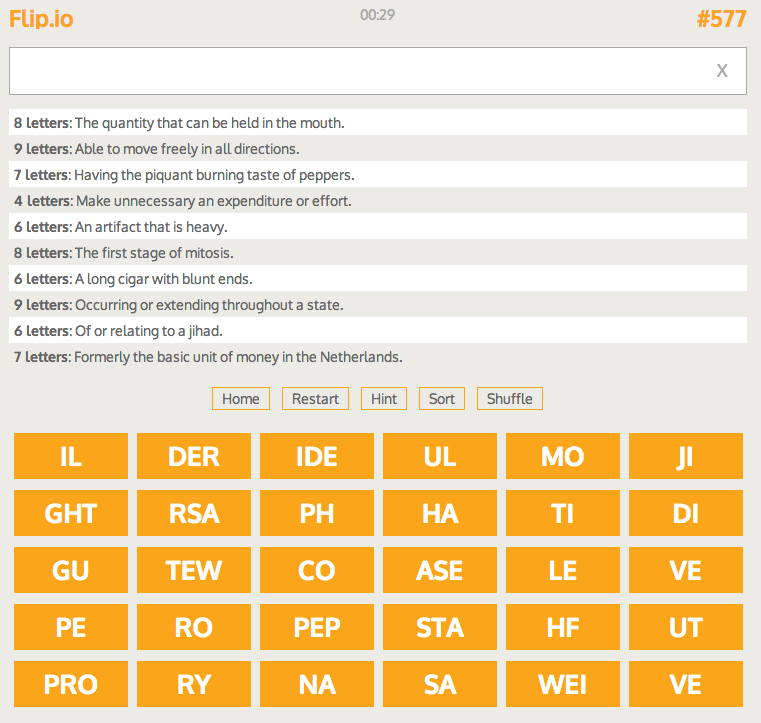 Flip.io 00:29 #577
X
8 letters: The quantity that can be held in the mouth.
9 letters: Able to move freely in all directions.
7 letters: Having the piquant burning taste of peppers.
4 letters: Make unnecessary an expenditure or effort.
6 letters: An artifact that is heavy.
8 letters: The first stage of mitosis.
6 letters: A long cigar with blunt ends.
9 letters: Occurring or extending throughout a state.
6 letters: Of or relating to a jihad.
7 letters: Formerly the basic unit of money in the Netherlands.
Home Restart Hint Sort Shuffle
IL DER IDE UL MO JI
GHT RSA PH HA TI DI
GU TEW CO ASE LE VE
PE RO PEP STA HF UT
PRO RY NA SA WEI VE